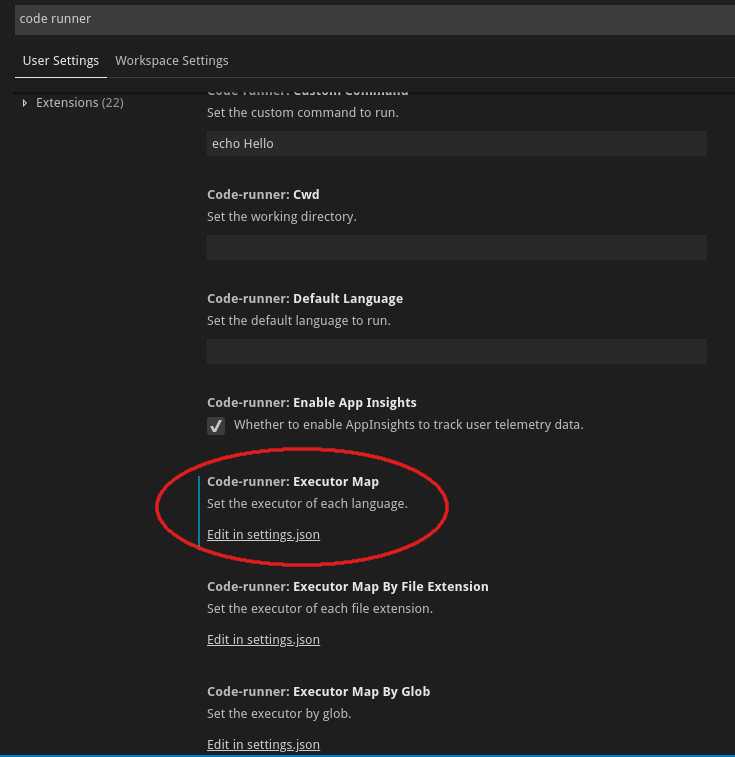 code runner
User Settings Workspace Settings
Extensions (22)
Code-runner: Custom Command
Set the custom command to run.
echo Hello
Code-runner: Cwd
Set the working directory.
Code-runner: Default Language
Set the default language to run.
Code-runner: Enable App Insights
Whether to enable AppInsights to track user telemetry data.
Code-runner: Executor Map
Set the executor of each language.
Edit in settings.json
Code-runner: Executor Map By File Extension
Set the executor of each file extension.
Edit in settings.json
Code-runner: Executor Map By Glob
Set the executor by glob.
Edit in settings.json